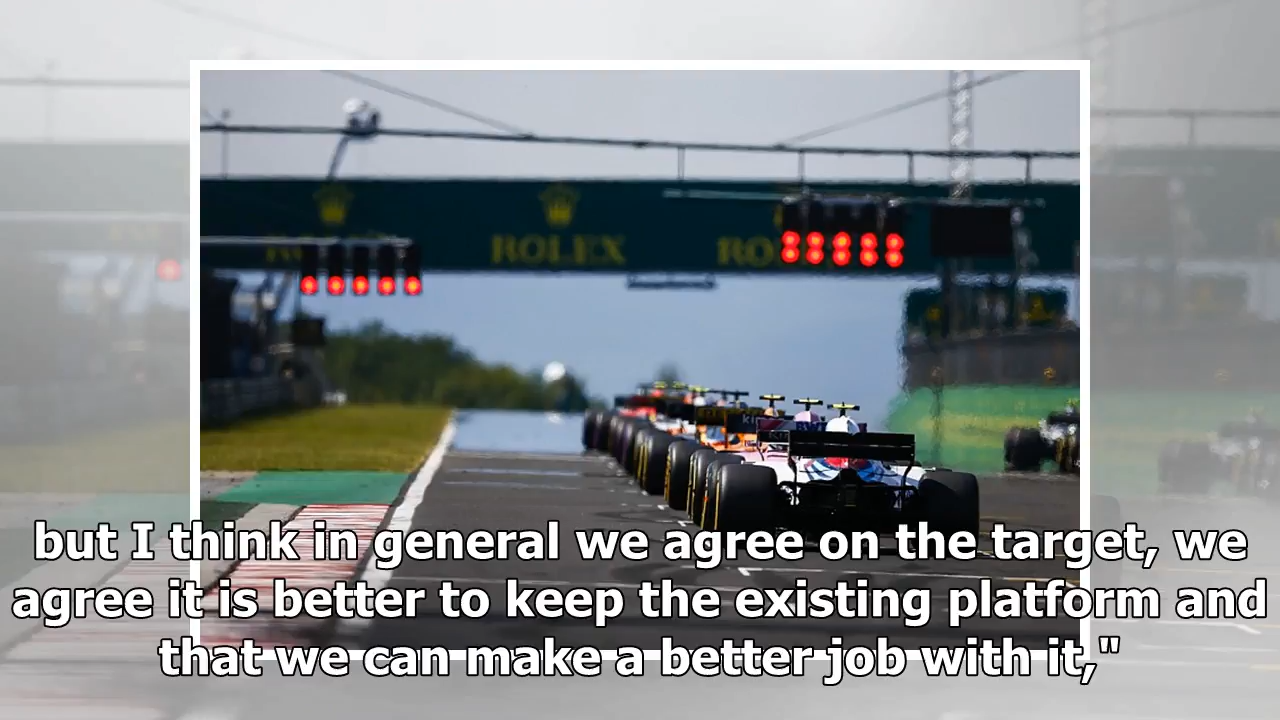 ROLEX
but I think in general we agree on the target, we
agree it is better to keep the existing platform and
that we can make a better job with it,"